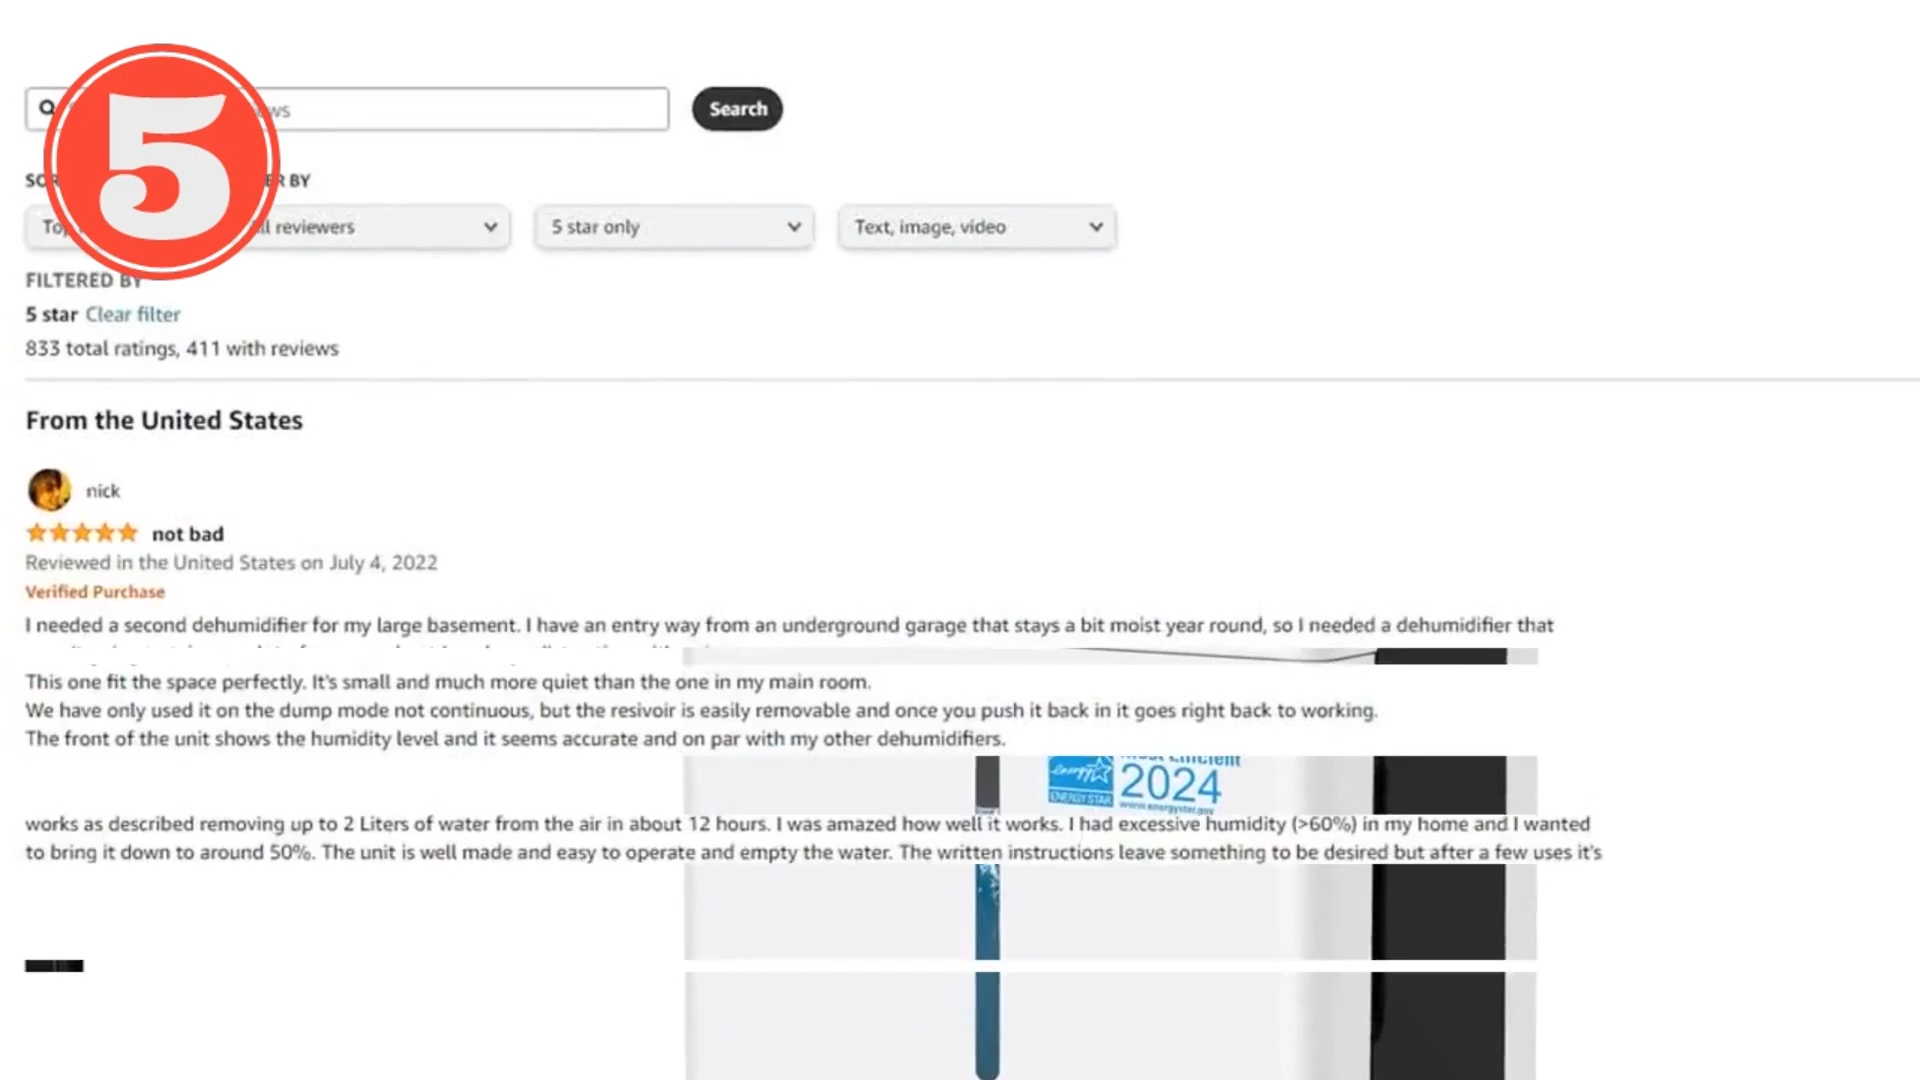 5
Search
BY
reviewers
5 star only
Text, image, video
FILTERED BY
5 star Clear filter
833 total ratings, 411 with reviews
From the United States
nick
not bad
Reviewed in the United States on July 4, 2022
Verified Purchase
I needed a second dehumidifier for my large basement. I have an entry way from an underground garage that stays a bit moist year round, so I needed a dehumidifier that
This one fit the space perfectly. It's small and much more quiet than the one in my main room.
We have only used it on the dump mode not continuous, but the resivoir is easily removable and once you push it back in it goes right back to working.
The front of the unit shows the humidity level and it seems accurate and on par with my other dehumidifiers.
energy
ENERGY STAR
2024
www.energystar.gov
works as described removing up to 2 Liters of water from the air in about 12 hours. I was amazed how well it works. I had excessive humidity (>60%) in my home and I wanted
to bring it down to around 50%. The unit is well made and easy to operate and empty the water. The written instructions leave something to be desired but after a few uses it's